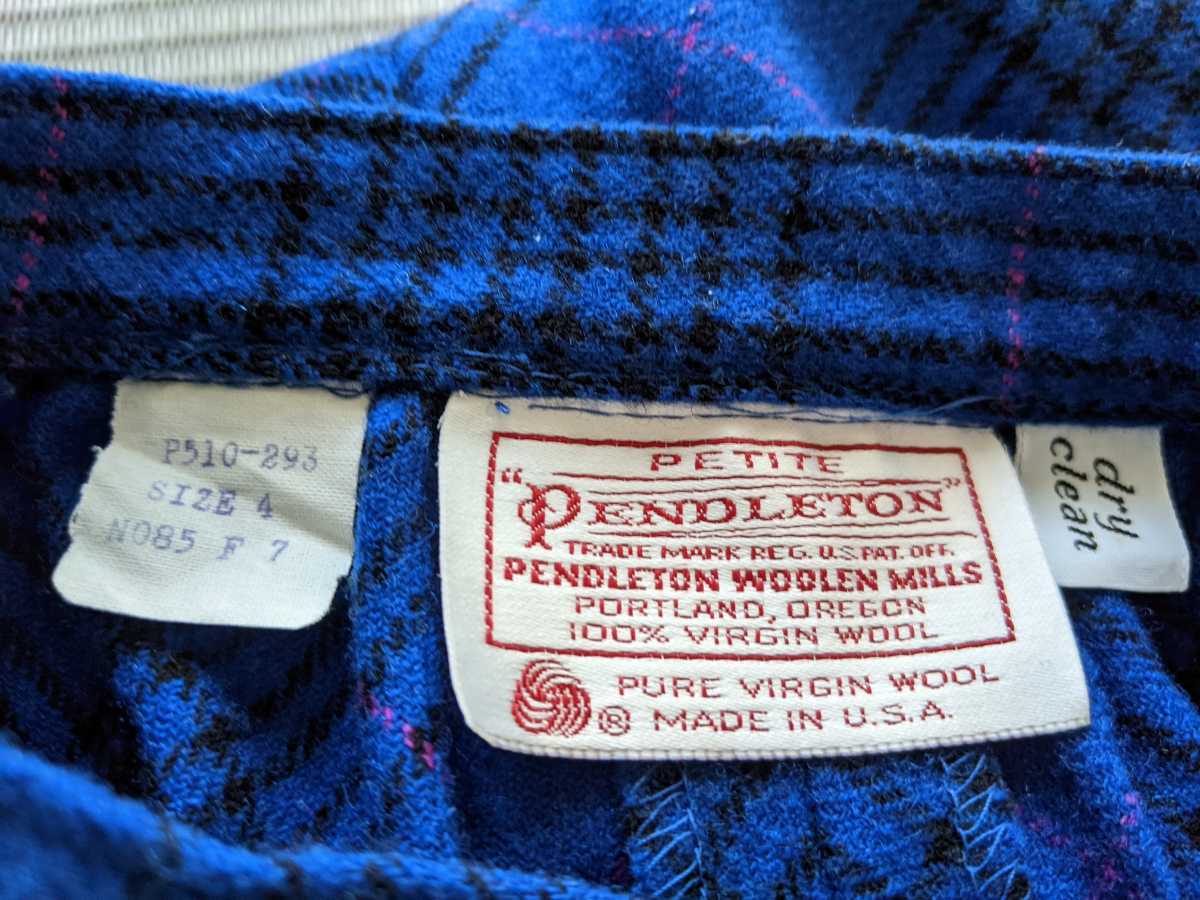 P510-293
SIZE 4
N085 F 7
PETITE
"PENDLETON"
TRADE MARK REG. U.S. PAT. OFF.
PENDLETON WOOLEN MILLS
PORTLAND, OREGON
100% VIRGIN WOOL
PURE VIRGIN WOOL
® MADE IN U.S.A.
dry
clean